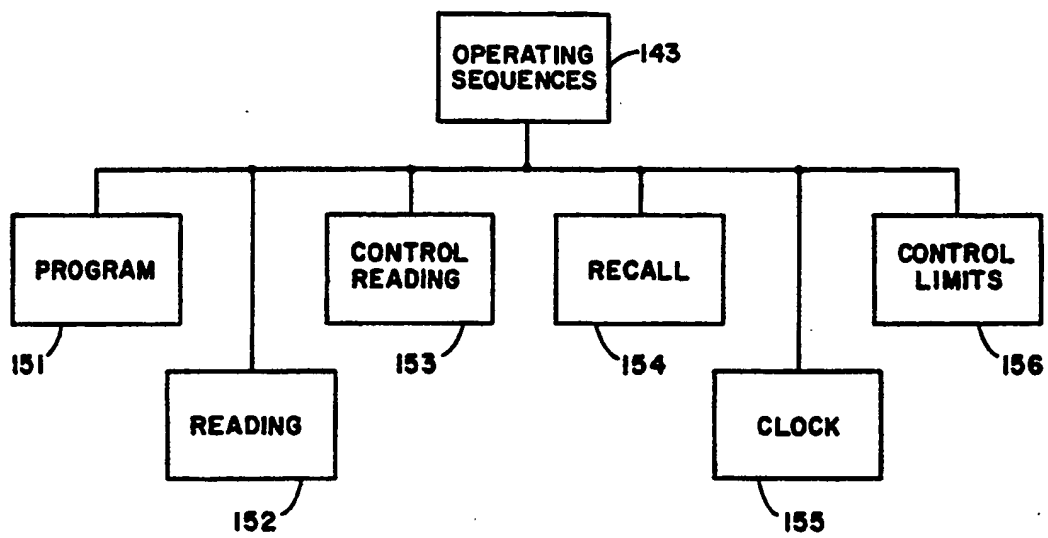 OPERATING
SEQUENCES
143
PROGRAM
151
READING
152
CONTROL
READING
153
RECALL
154
CLOCK
155
CONTROL
LIMITS
156